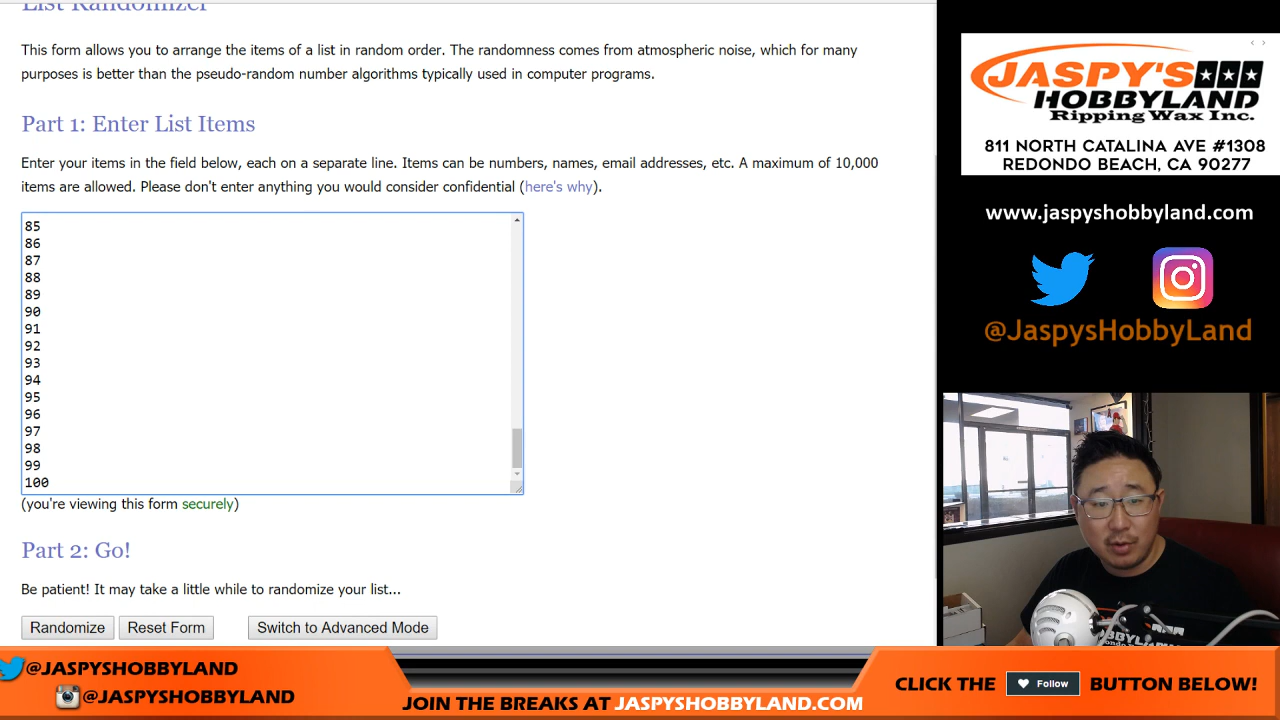 List Randomizer
This form allows you to arrange the items of a list in random order. The randomness comes from atmospheric noise, which for many
purposes is better than the pseudo-random number algorithms typically used in computer programs.
Part 1: Enter List Items
Enter your items in the field below, each on a separate line. Items can be numbers, names, email addresses, etc. A maximum of 10,000
items are allowed. Please don't enter anything you would consider confidential (here's why).
85
86
87
88
89
90
91
92
93
94
95
96
97
98
99
100
(you're viewing this form securely)
Part 2: Go!
Be patient! It may take a little while to randomize your list...
Randomize
Reset Form
Switch to Advanced Mode
JASPY'S
HOBBYLAND
Ripping Wax Inc.
811 NORTH CATALINA AVE #1308
REDONDO BEACH, CA 90277
www.jaspyshobbyland.com
@JaspysHobbyLand
@JASPYSHOBBYLAND
@JASPYSHOBBYLAND
JOIN THE BREAKS AT JASPYSHOBBYLAND.COM
CLICK THE Follow BUTTON BELOW!